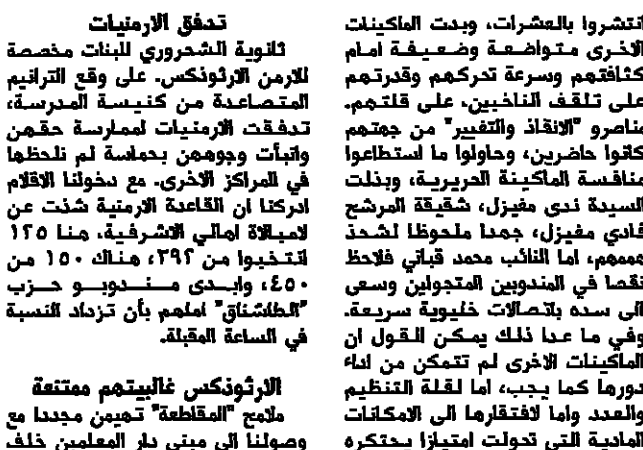 انتشروا بالعشرات، وبدت الماكينات
الاخرى متواضعة وضعيفة امام
كثافتهم وسرعة تحركهم وقدرتهم
على تلقف الناخبين، على قلتهم.
مناصرو "الانقاذ والتغيير" من جهتهم
كانوا حاضرين، وحاولوا ما استطاعوا
منافسة الماكينة الحريرية، وبذلت
السيدة ندى مغيزل، شقيقة المرشح
فادي مغيزل، جهدا ملحوظا لشحذ
هممهم، اما النائب محمد قباني فلاحظ
نقصا في المندوبين المتجولين وسعى
الى سده باتصالات خليوية سريعة.
وفي ما عدا ذلك يمكن القول ان
الماكينات الاخرى لم تتمكن من اداء
دورها كما يجب، اما لقلة التنظيم
والعدد واما لافتقارها الى الامكانات
المادية التي تحولت امتيازا يحتكره
تدفق الارمنيات
ثانوية الشحروري للبنات مخصصة
للارمن الارثوذكس. على وقع الترانيم
المتصاعدة من كنيسة المدرسة،
تدفقت الارمنيات لممارسة حقهن
وانبأت وجوههن بحماسة لم نلحظها
في المراكز الاخرى. مع دخولنا الاقلام
ادركنا ان القاعدة الارمنية شذت عن
لامبالاة اهالي الاشرفية. هنا ١٢٥
انتخبوا من ٣٩٢، هناك ١٥٠ من
٤٥٠، وابدى مندوبو حزب
"الطاشناق" املهم بأن تزداد النسبة
في الساعة المقبلة.
الارثوذكس غالبيتهم ممتنعة
ملامح "المقاطعة" تهيمن مجددا مع
وصولنا الى مبنى دار المعلمين خلف